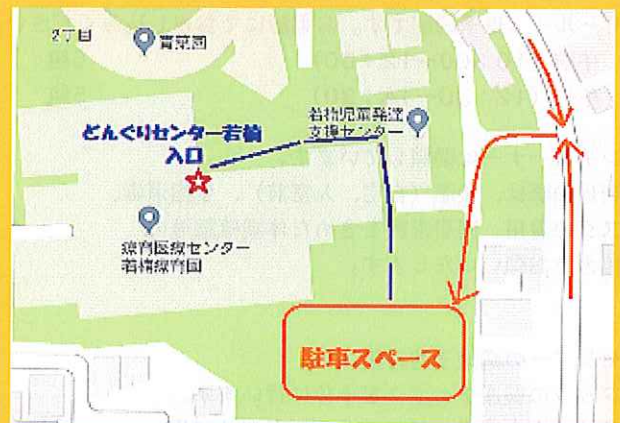 2丁目
青葉園
どんぐりセンター若楠
入口
若楠児童発達
支援センター
療育医療センター
若楠療育園
駐車スペース